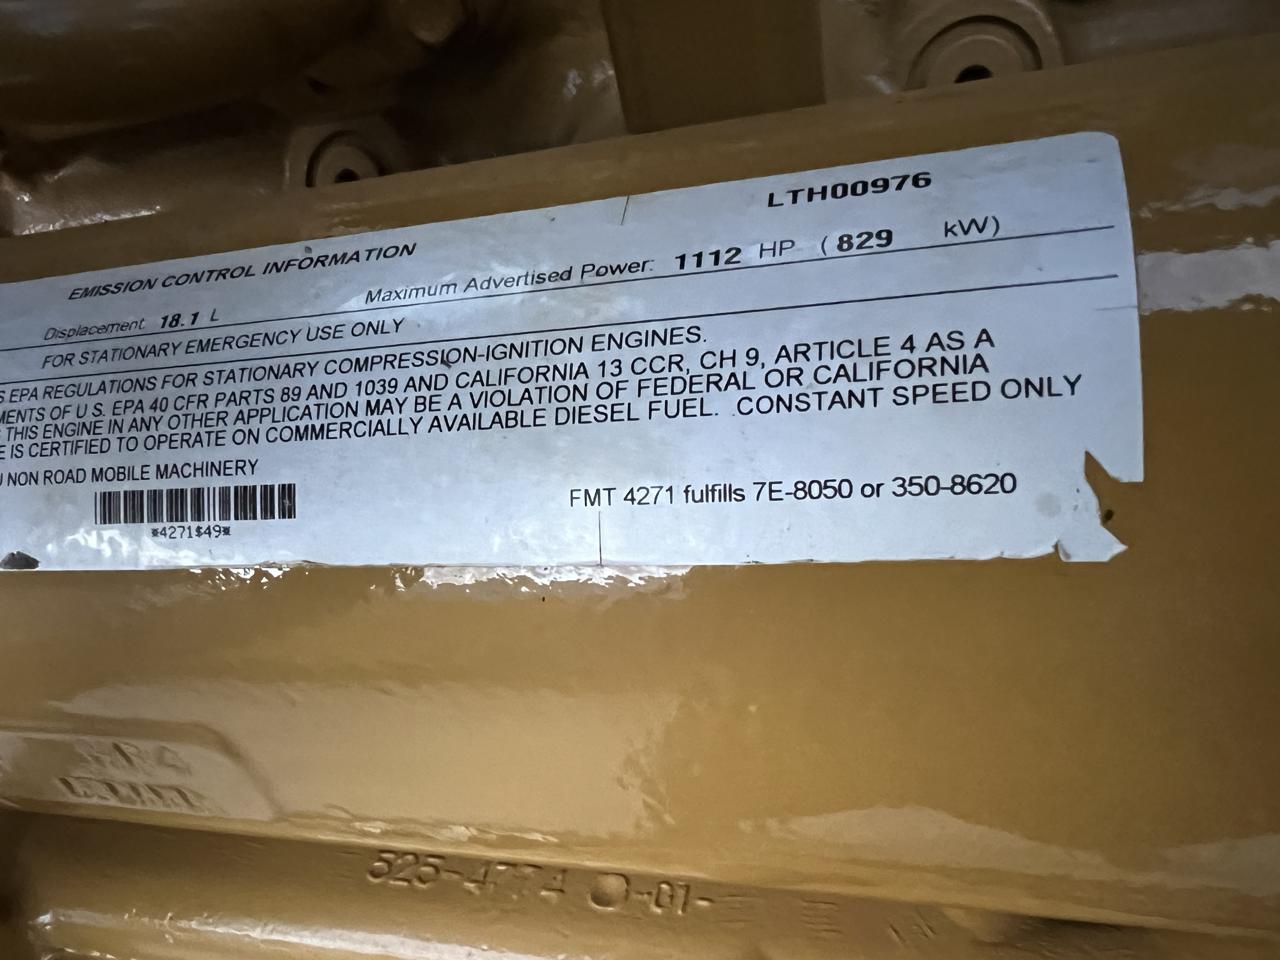 LTH00976
EMISSION CONTROL INFORMATION
Displacement 18.1 L Maximum Advertised Power: 1112 HP (829 kW)
FOR STATIONARY EMERGENCY USE ONLY
EPA REGULATIONS FOR STATIONARY COMPRESSION-IGNITION ENGINES.
OF U.S. EPA 40 CFR PARTS 89 AND 1039 AND CALIFORNIA 13 CCR, CH 9, ARTICLE 4 AS A
THIS ENGINE IN ANY OTHER APPLICATION MAY BE A VIOLATION OF FEDERAL OR CALIFORNIA
IS CERTIFIED TO OPERATE ON COMMERCIALLY AVAILABLE DIESEL FUEL. CONSTANT SPEED ONLY
NON ROAD MOBILE MACHINERY
*4271$49*
FMT 4271 fulfills 7E-8050 or 350-8620
525-4774 -01-